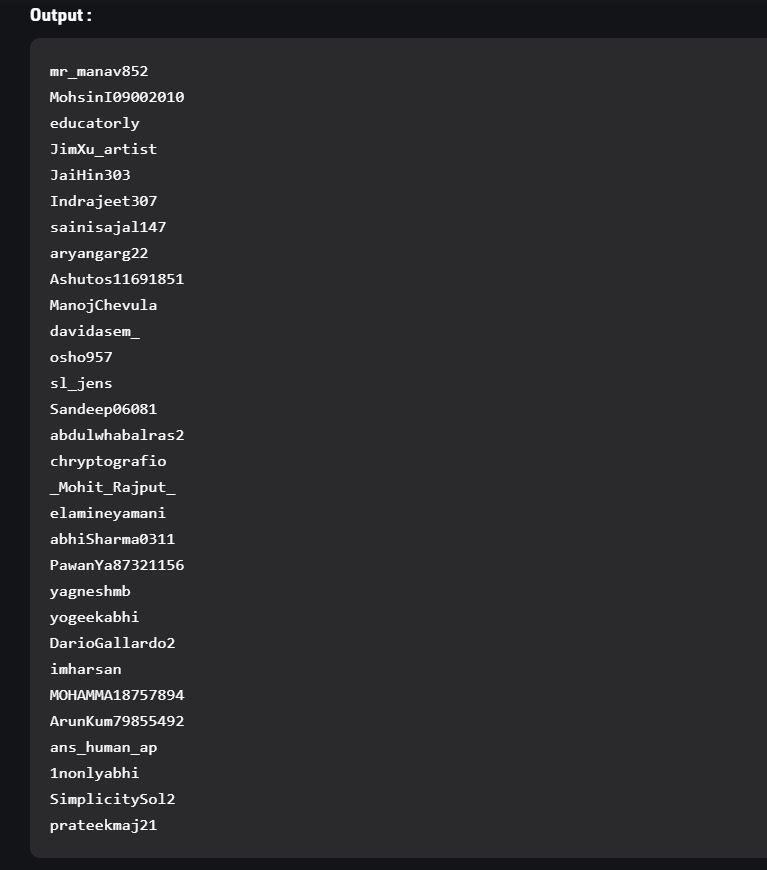 Output :
mr_manav852
MohsinI09002010
educatorly
JimXu_artist
JaiHin303
Indrajeet307
sainisajal147
aryangarg22
Ashutos11691851
ManojChevula
davidasem_
osho957
sl_jens
Sandeep06081
abdulwhabalras2
chryptografio
_Mohit_Rajput_
elamineyamani
abhiSharma0311
PawanYa87321156
yagneshmb
yogeekabhi
DarioGallardo2
imharsan
MOHAMMA18757894
ArunKum79855492
ans_human_ap
1nonlyabhi
SimplicitySol2
prateekmaj21